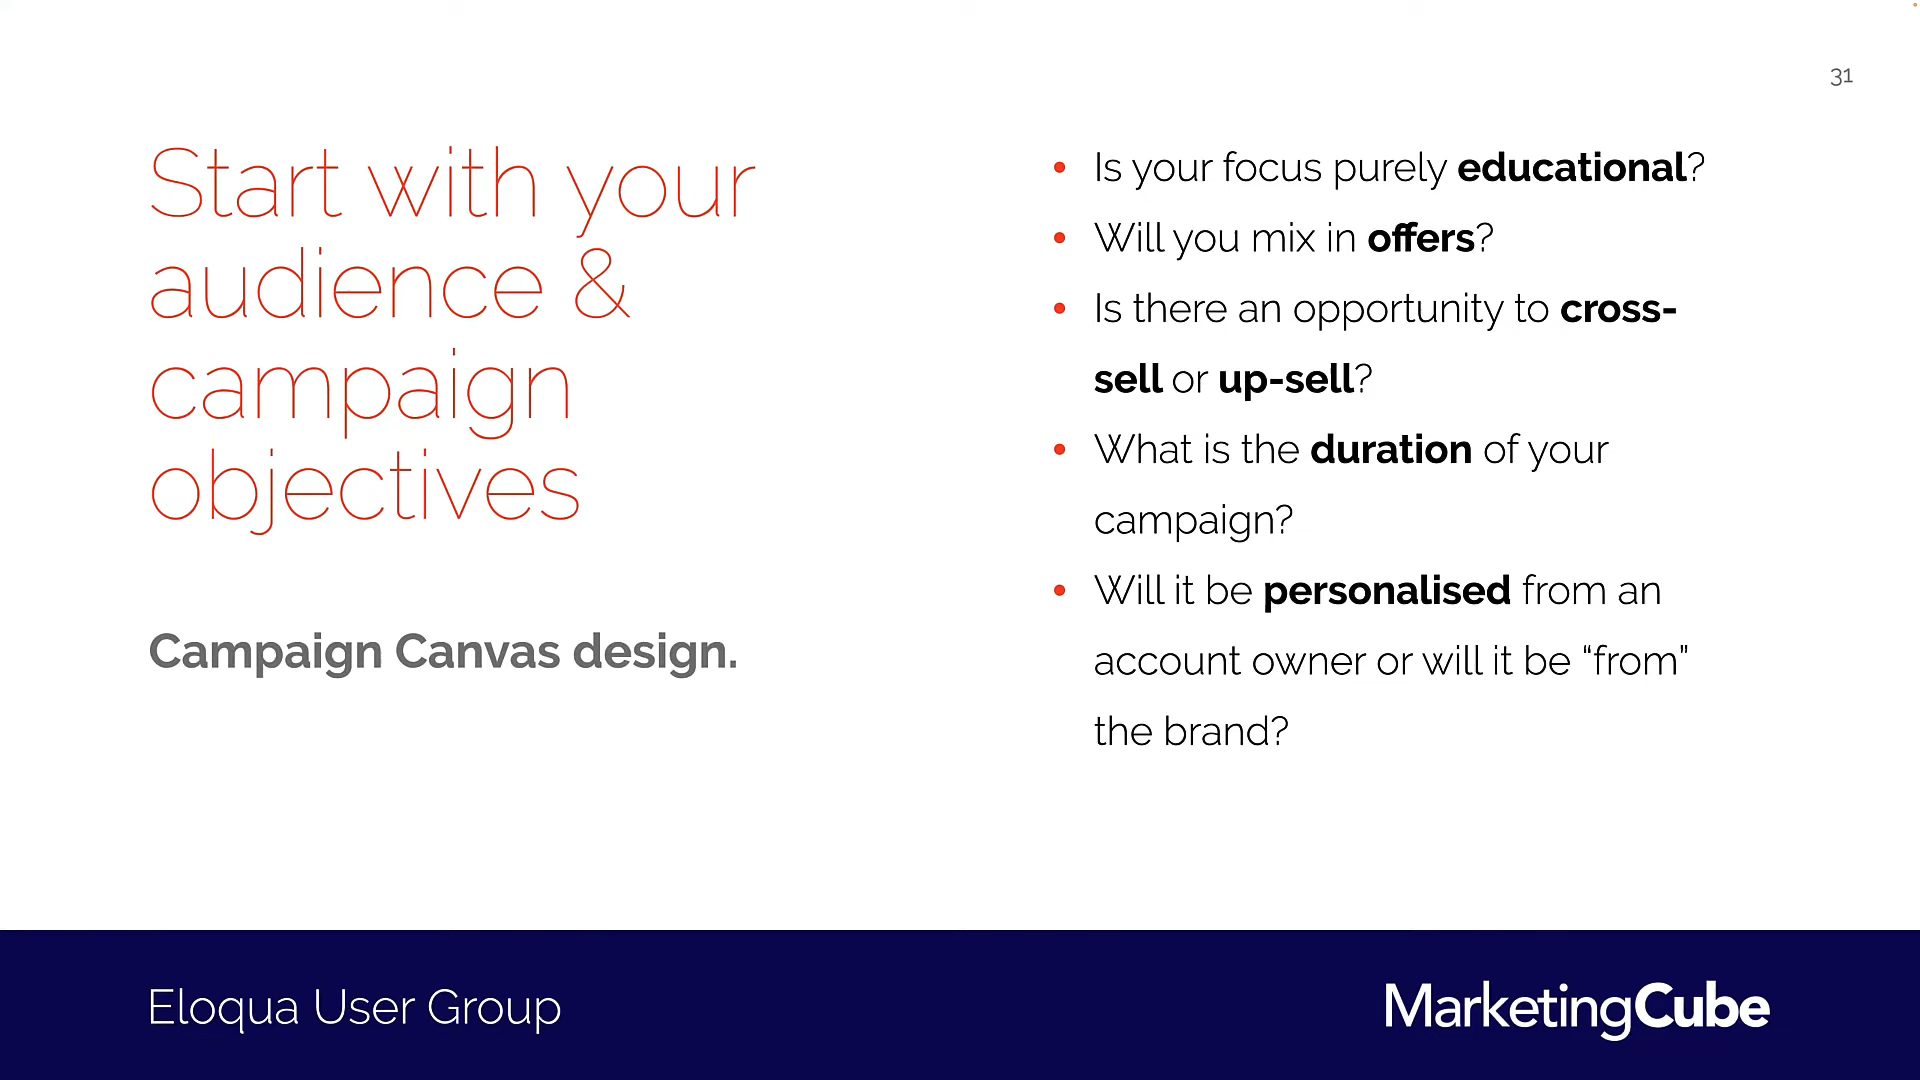 31
Start with your
audience &
campaign
objectives
Campaign Canvas design.
• Is your focus purely educational?
• Will you mix in offers?
• Is there an opportunity to cross-
sell or up-sell?
• What is the duration of your
campaign?
• Will it be personalised from an
account owner or will it be “from”
the brand?
Eloqua User Group
MarketingCube